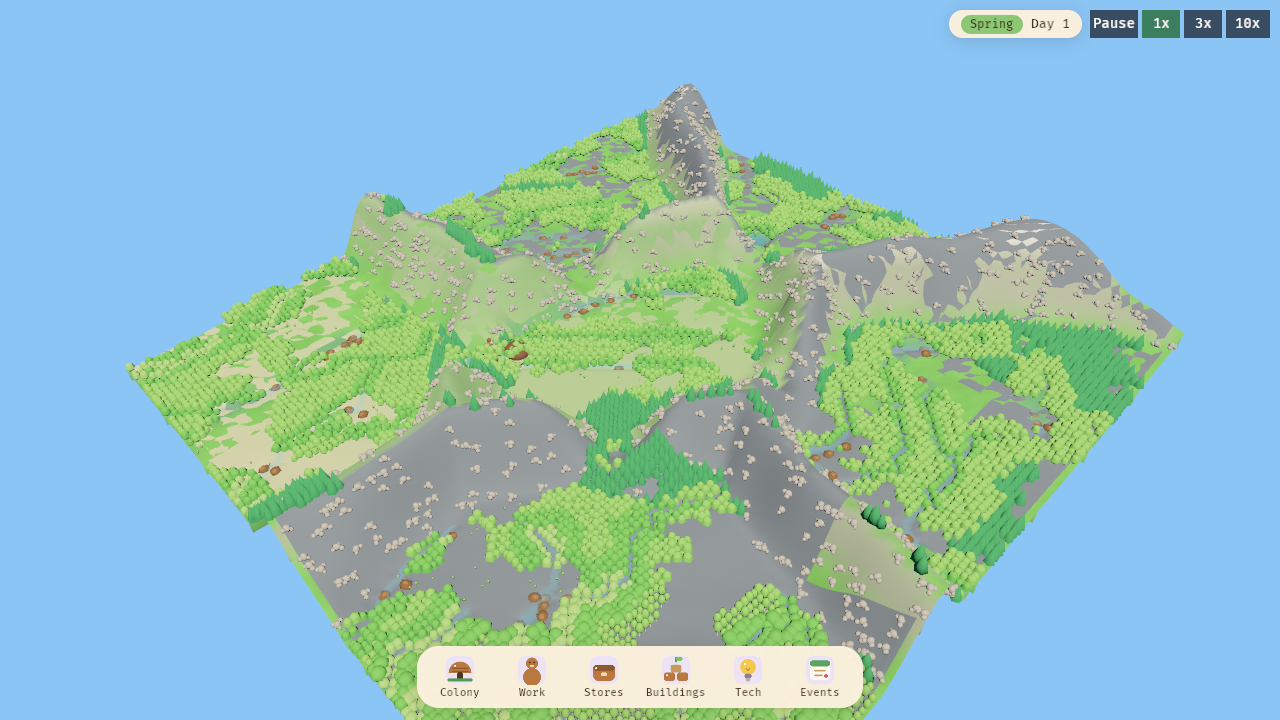 Spring Day 1 Pause 1x 3x 10x
Colony Work Stores Buildings Tech Events